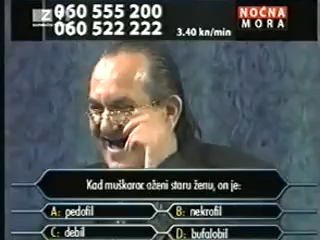 060 555 200
060 522 222
3.40 kn/min
NOĆNA
MORA
Kad muškarac oženi staru ženu, on je:
A: pedofil
B: nekrofil
C: debil
D: bufalobil